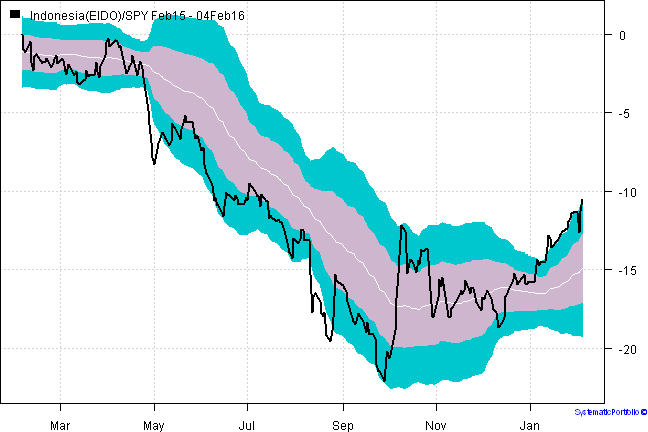 Indonesia(EIDO)/SPY Feb15 - 04Feb16
0
-5
-10
-15
-20
Mar May Jul Sep Nov Jan
SystematicPortfolio ©